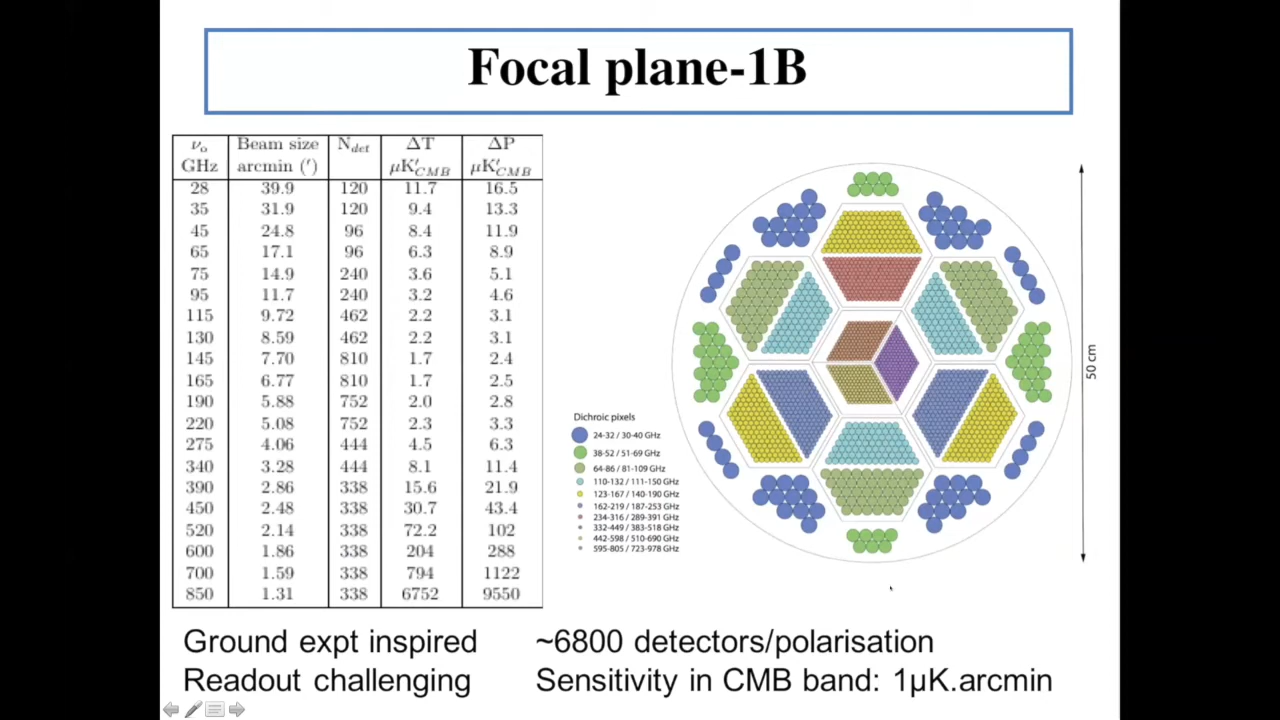 Focal plane-1B
νo Beam size Ndet ΔT ΔP
GHz arcmin (′) μK′CMB μK′CMB
28 39.9 120 11.7 16.5
35 31.9 120 9.4 13.3
45 24.8 96 8.4 11.9
65 17.1 96 6.3 8.9
75 14.9 240 3.6 5.1
95 11.7 240 3.2 4.6
115 9.72 462 2.2 3.1
130 8.59 462 2.2 3.1
145 7.70 810 1.7 2.4
165 6.77 810 1.7 2.5
190 5.88 752 2.0 2.8
220 5.08 752 2.3 3.3
275 4.06 444 4.5 6.3
340 3.28 444 8.1 11.4
390 2.86 338 15.6 21.9
450 2.48 338 30.7 43.4
520 2.14 338 72.2 102
600 1.86 338 204 288
700 1.59 338 794 1122
850 1.31 338 6752 9550
Dichroic pixels
24-32 / 30-40 GHz
38-52 / 51-69 GHz
64-86 / 81-109 GHz
110-132 / 111-150 GHz
123-167 / 140-190 GHz
162-219 / 187-253 GHz
234-316 / 289-391 GHz
332-449 / 383-518 GHz
442-598 / 510-690 GHz
595-805 / 723-978 GHz
50 cm
Ground expt inspired ~6800 detectors/polarisation
Readout challenging Sensitivity in CMB band: 1μK.arcmin